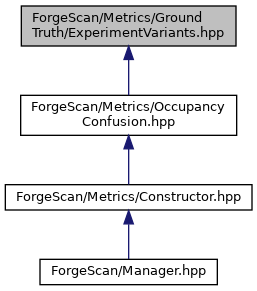 ForgeScan/Metrics/Ground
Truth/ExperimentVariants.hpp
ForgeScan/Metrics/Occupancy
Confusion.hpp
ForgeScan/Metrics/Constructor.hpp
ForgeScan/Manager.hpp